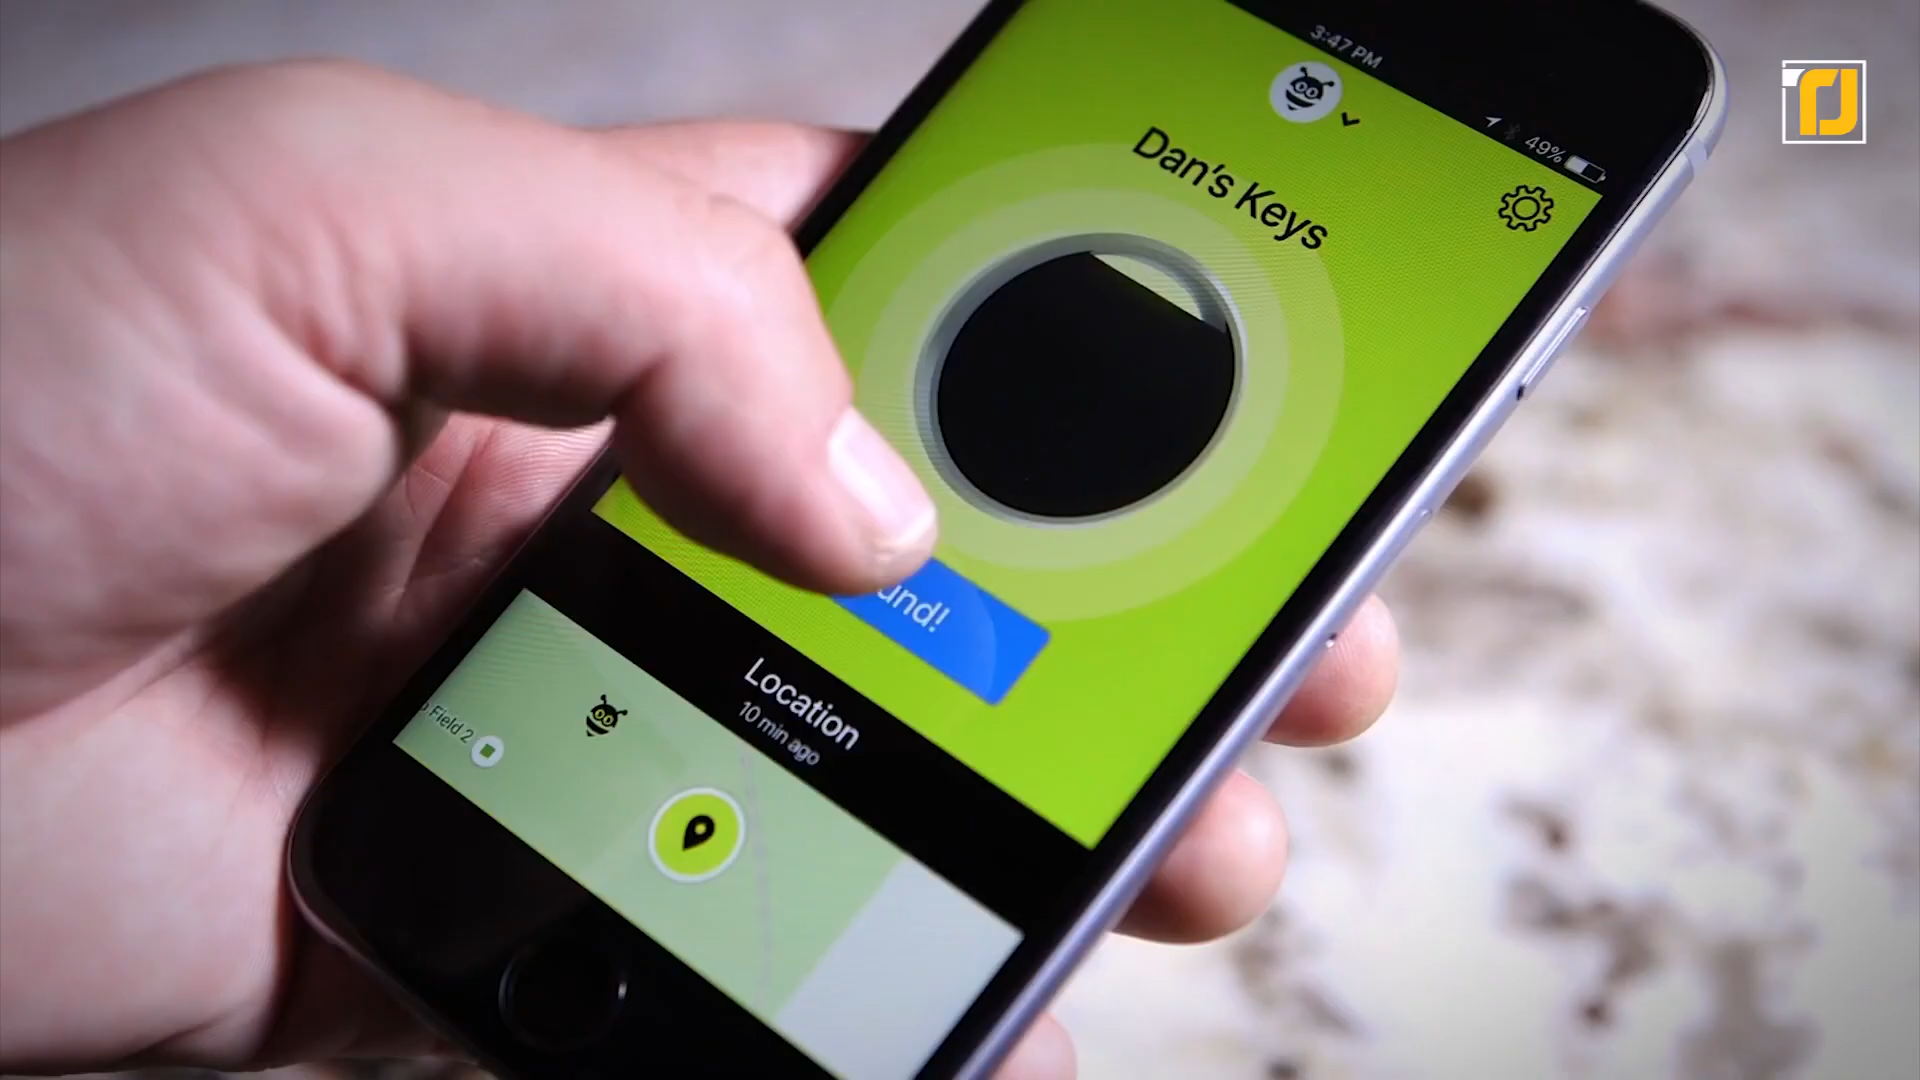 3:47 PM
49%
Dan's Keys
und!
Location
10 min ago
Field 2